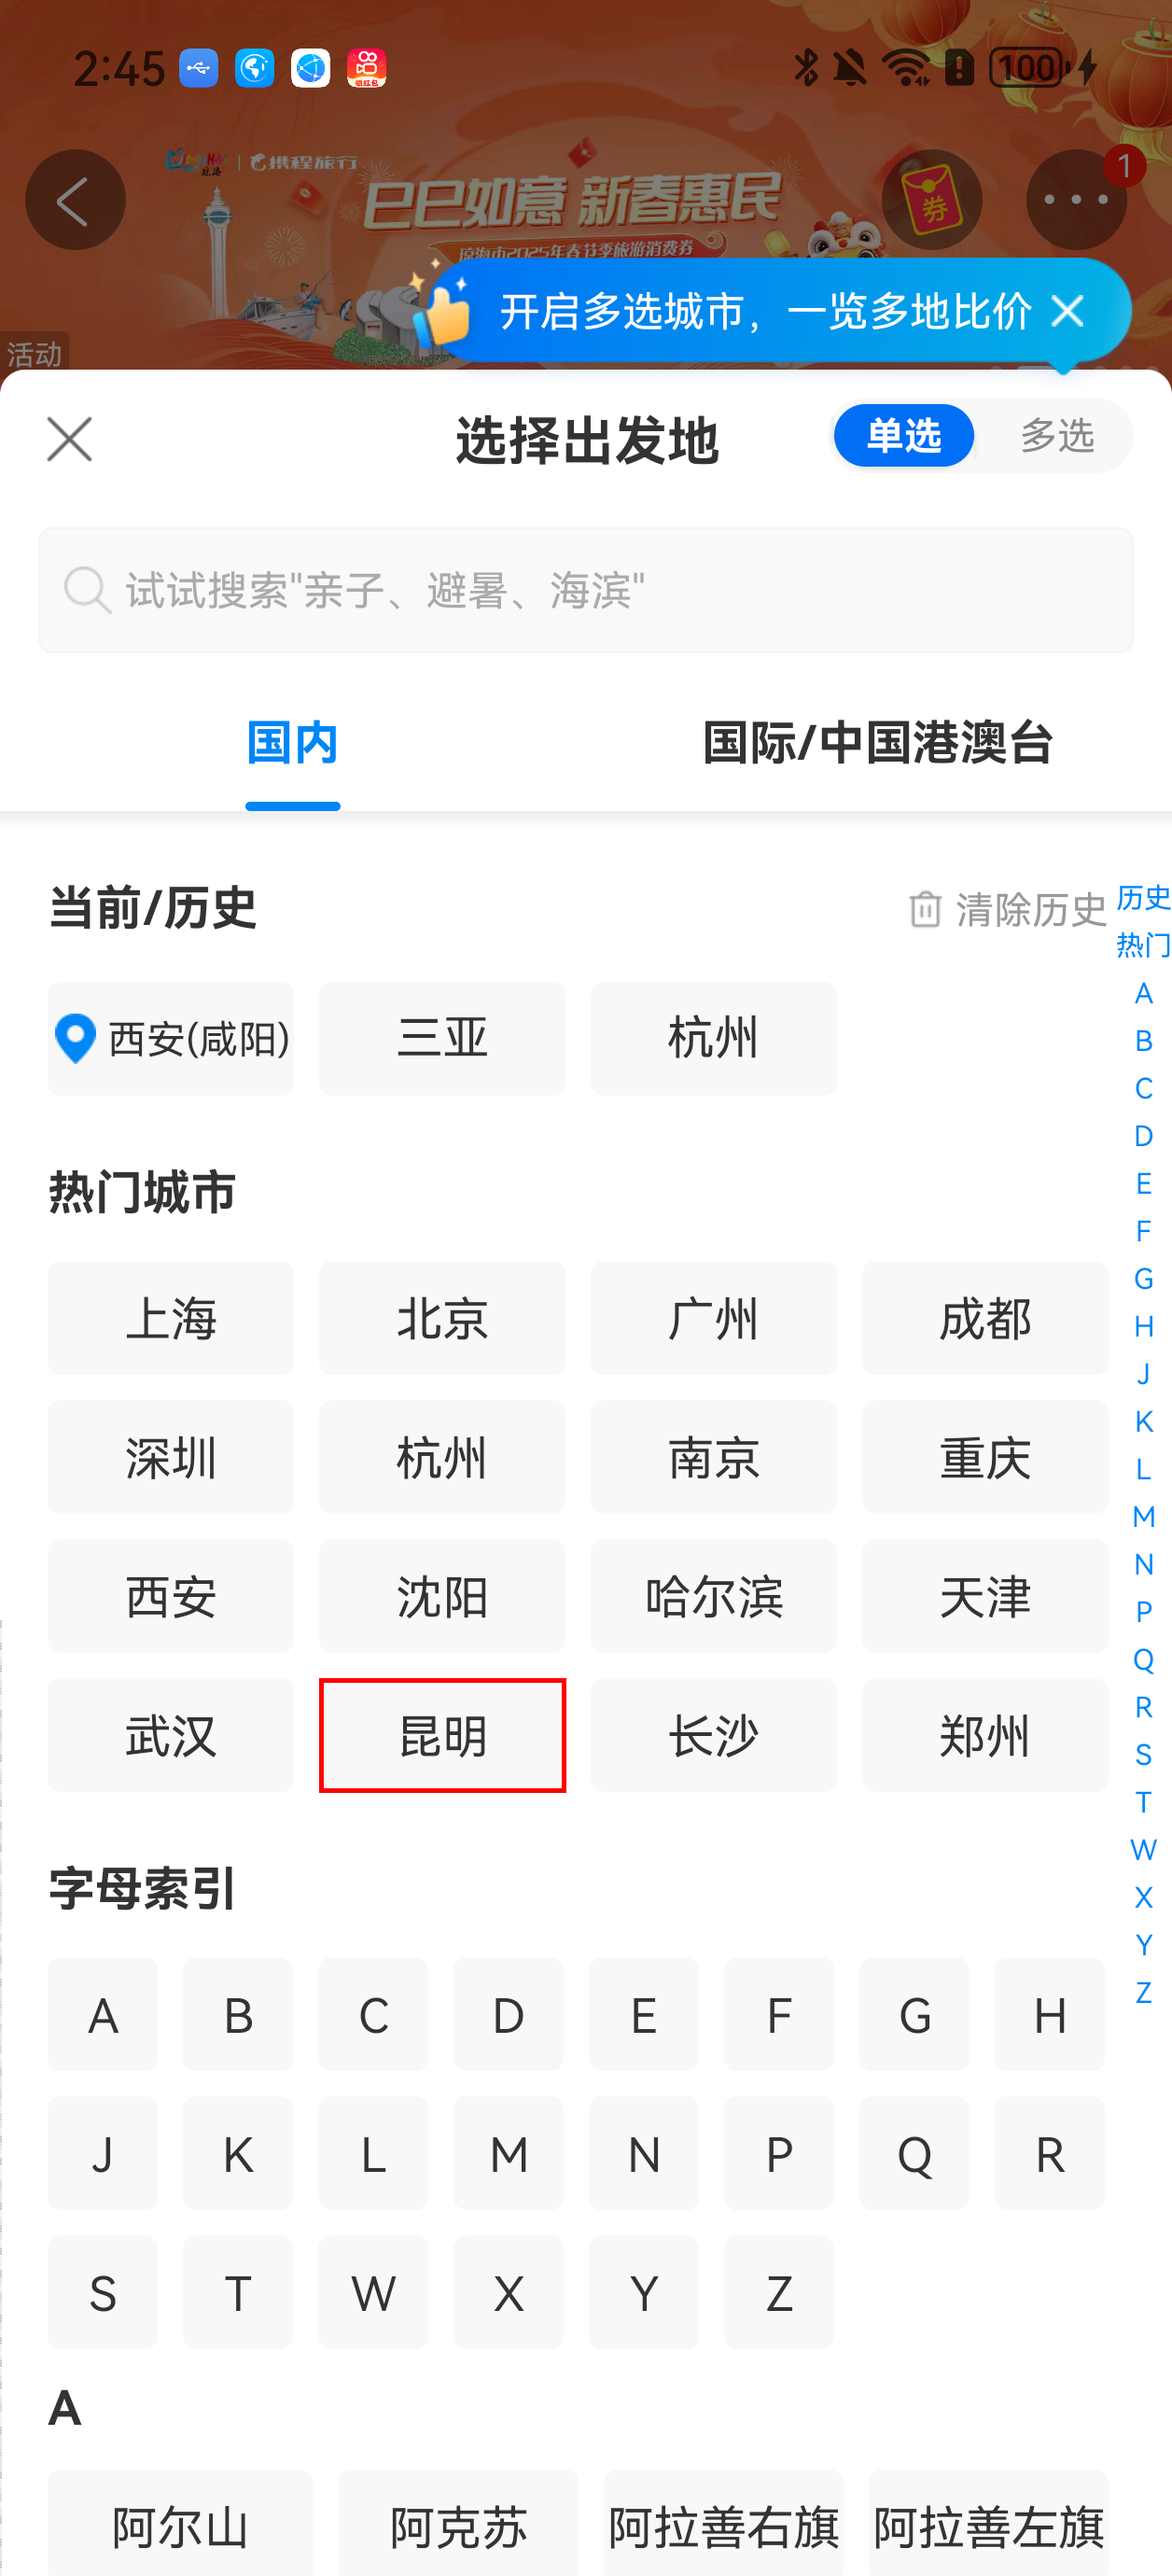 2:45
100
携程旅行
巳巳如意 新春惠民
琼海市2025年春节季旅游消费券
券
1
开启多选城市，一览多地比价
活动
选择出发地
单选
多选
试试搜索"亲子、避暑、海滨"
国内
国际/中国港澳台
当前/历史
清除历史
西安(咸阳)
三亚
杭州
热门城市
上海
北京
广州
成都
深圳
杭州
南京
重庆
西安
沈阳
哈尔滨
天津
武汉
昆明
长沙
郑州
字母索引
A B C D E F G H
J K L M N P Q R
S T W X Y Z
A
阿尔山
阿克苏
阿拉善右旗
阿拉善左旗
历史
热门
A
B
C
D
E
F
G
H
J
K
L
M
N
P
Q
R
S
T
W
X
Y
Z